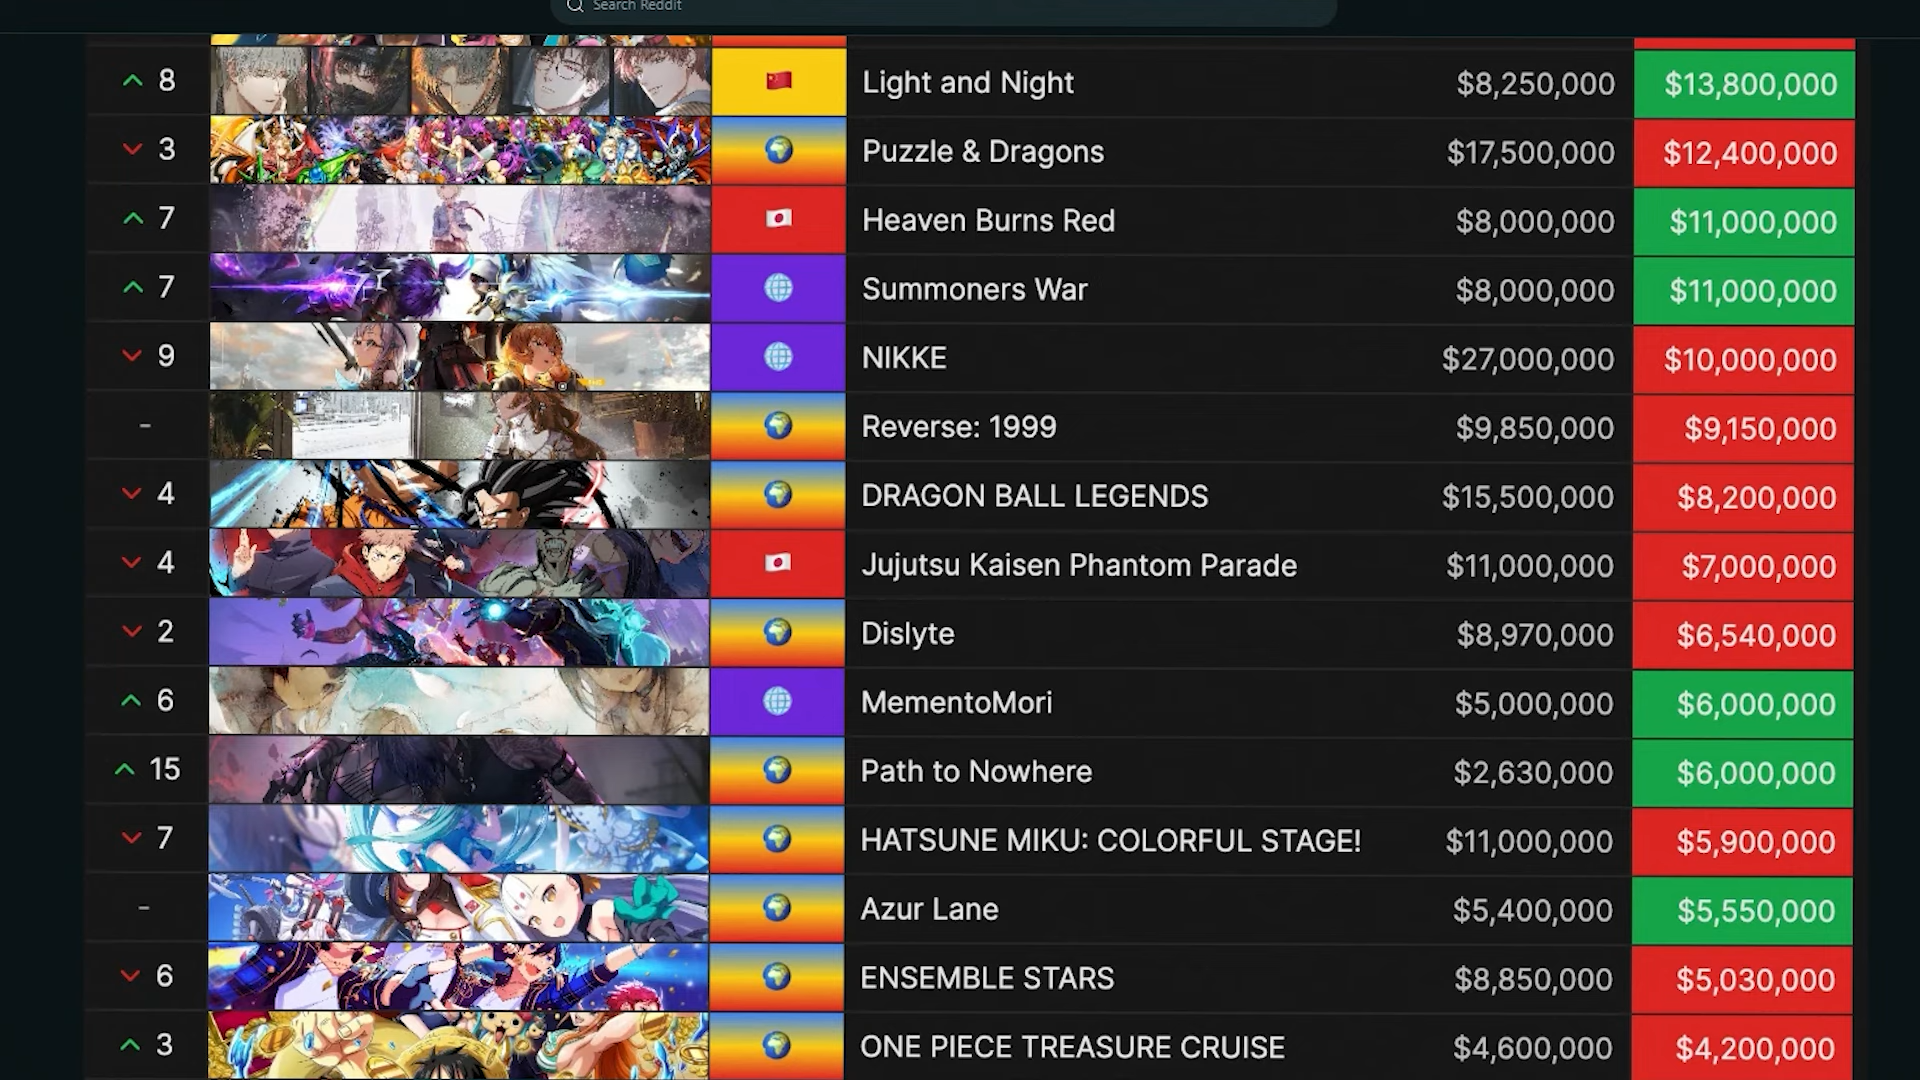 Search Reddit
8 Light and Night $8,250,000 $13,800,000
3 Puzzle & Dragons $17,500,000 $12,400,000
7 Heaven Burns Red $8,000,000 $11,000,000
7 Summoners War $8,000,000 $11,000,000
9 NIKKE $27,000,000 $10,000,000
- Reverse: 1999 $9,850,000 $9,150,000
4 DRAGON BALL LEGENDS $15,500,000 $8,200,000
4 Jujutsu Kaisen Phantom Parade $11,000,000 $7,000,000
2 Dislyte $8,970,000 $6,540,000
6 MementoMori $5,000,000 $6,000,000
15 Path to Nowhere $2,630,000 $6,000,000
7 HATSUNE MIKU: COLORFUL STAGE! $11,000,000 $5,900,000
- Azur Lane $5,400,000 $5,550,000
6 ENSEMBLE STARS $8,850,000 $5,030,000
3 ONE PIECE TREASURE CRUISE $4,600,000 $4,200,000